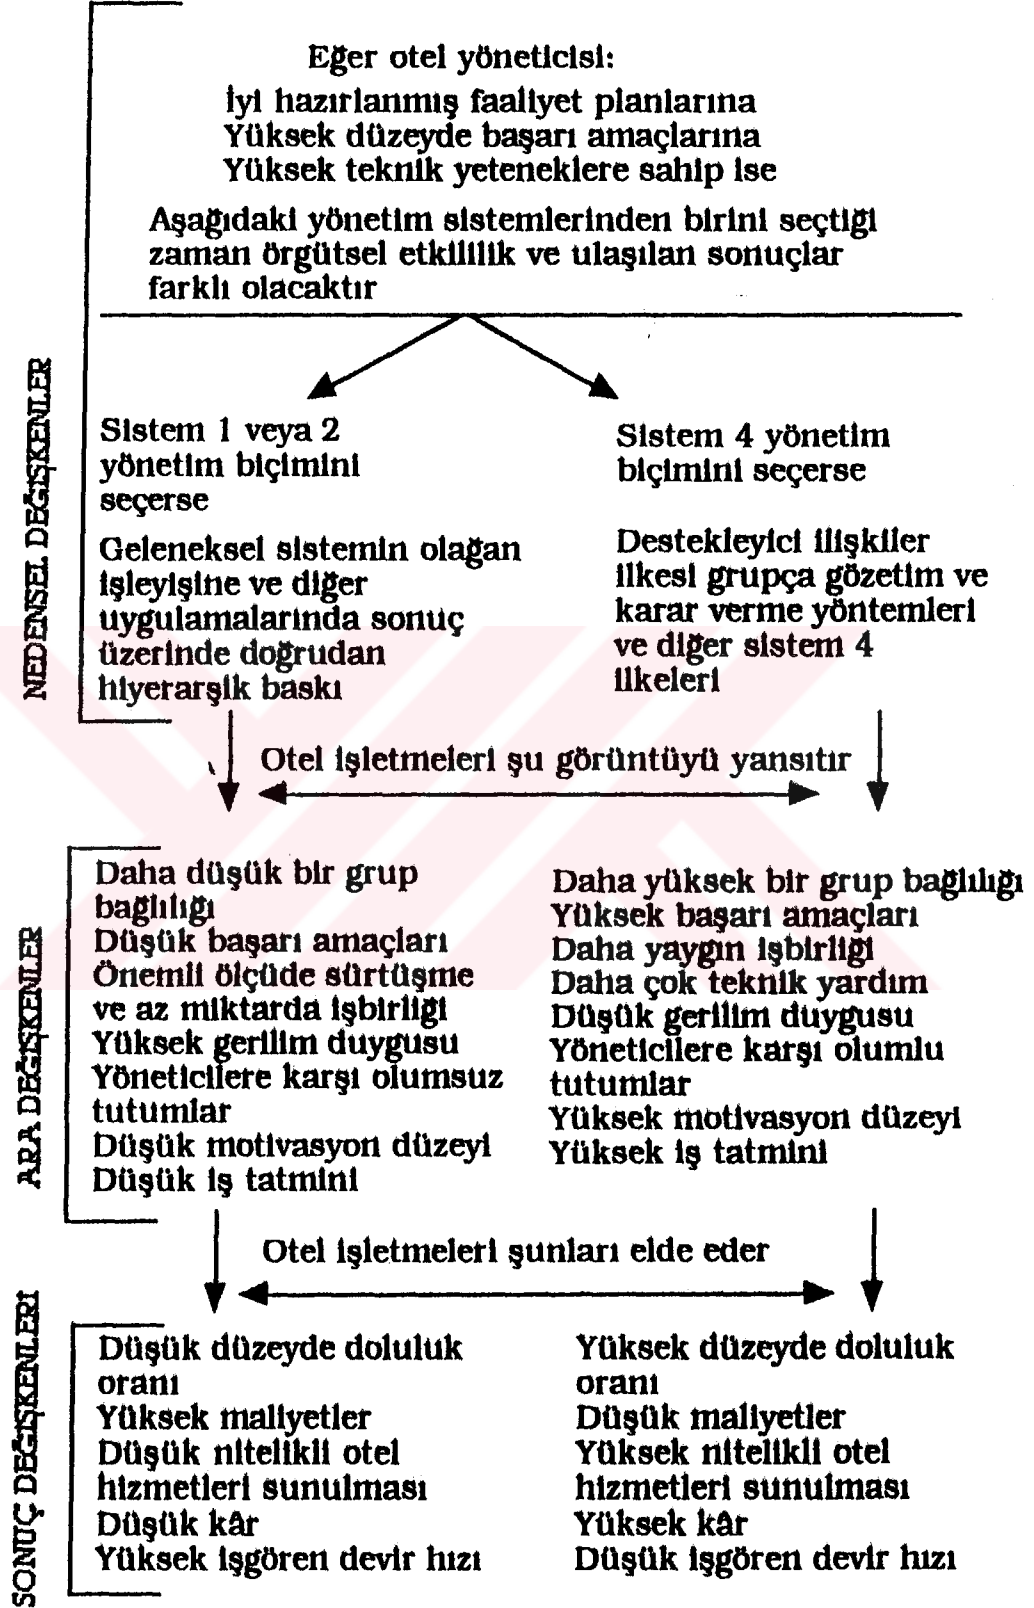 Eğer otel yöneticisi:
İyi hazırlanmış faaliyet planlarına
Yüksek düzeyde başarı amaçlarına
Yüksek teknik yeteneklere sahip ise
Aşağıdaki yönetim sistemlerinden birini seçtiği
zaman örgütsel etkililik ve ulaşılan sonuçlar
farklı olacaktır
NEDENSEL DEĞİŞKENLER
Sistem 1 veya 2
yönetim biçimini
seçerse
Geleneksel sistemin olağan
işleyişine ve diğer
uygulamalarında sonuç
üzerinde doğrudan
hiyerarşik baskı
Sistem 4 yönetim
biçimini seçerse
Destekleyici ilişkiler
ilkesi grupça gözetim ve
karar verme yöntemleri
ve diğer sistem 4
ilkeleri
Otel işletmeleri şu görüntüyü yansıtır
ARA DEĞİŞKENLER
Daha düşük bir grup
bağlılığı
Düşük başarı amaçları
Önemli ölçüde sürtüşme
ve az miktarda işbirliği
Yüksek gerilim duygusu
Yöneticilere karşı olumsuz
tutumlar
Düşük motivasyon düzeyi
Düşük iş tatmini
Daha yüksek bir grup bağlılığı
Yüksek başarı amaçları
Daha yaygın işbirliği
Daha çok teknik yardım
Düşük gerilim duygusu
Yöneticilere karşı olumlu
tutumlar
Yüksek motivasyon düzeyi
Yüksek iş tatmini
Otel işletmeleri şunları elde eder
SONUÇ DEĞİŞKENLERİ
Düşük düzeyde doluluk
oranı
Yüksek maliyetler
Düşük nitelikli otel
hizmetleri sunulması
Düşük kâr
Yüksek işgören devir hızı
Yüksek düzeyde doluluk
oranı
Düşük maliyetler
Yüksek nitelikli otel
hizmetleri sunulması
Yüksek kâr
Düşük işgören devir hızı